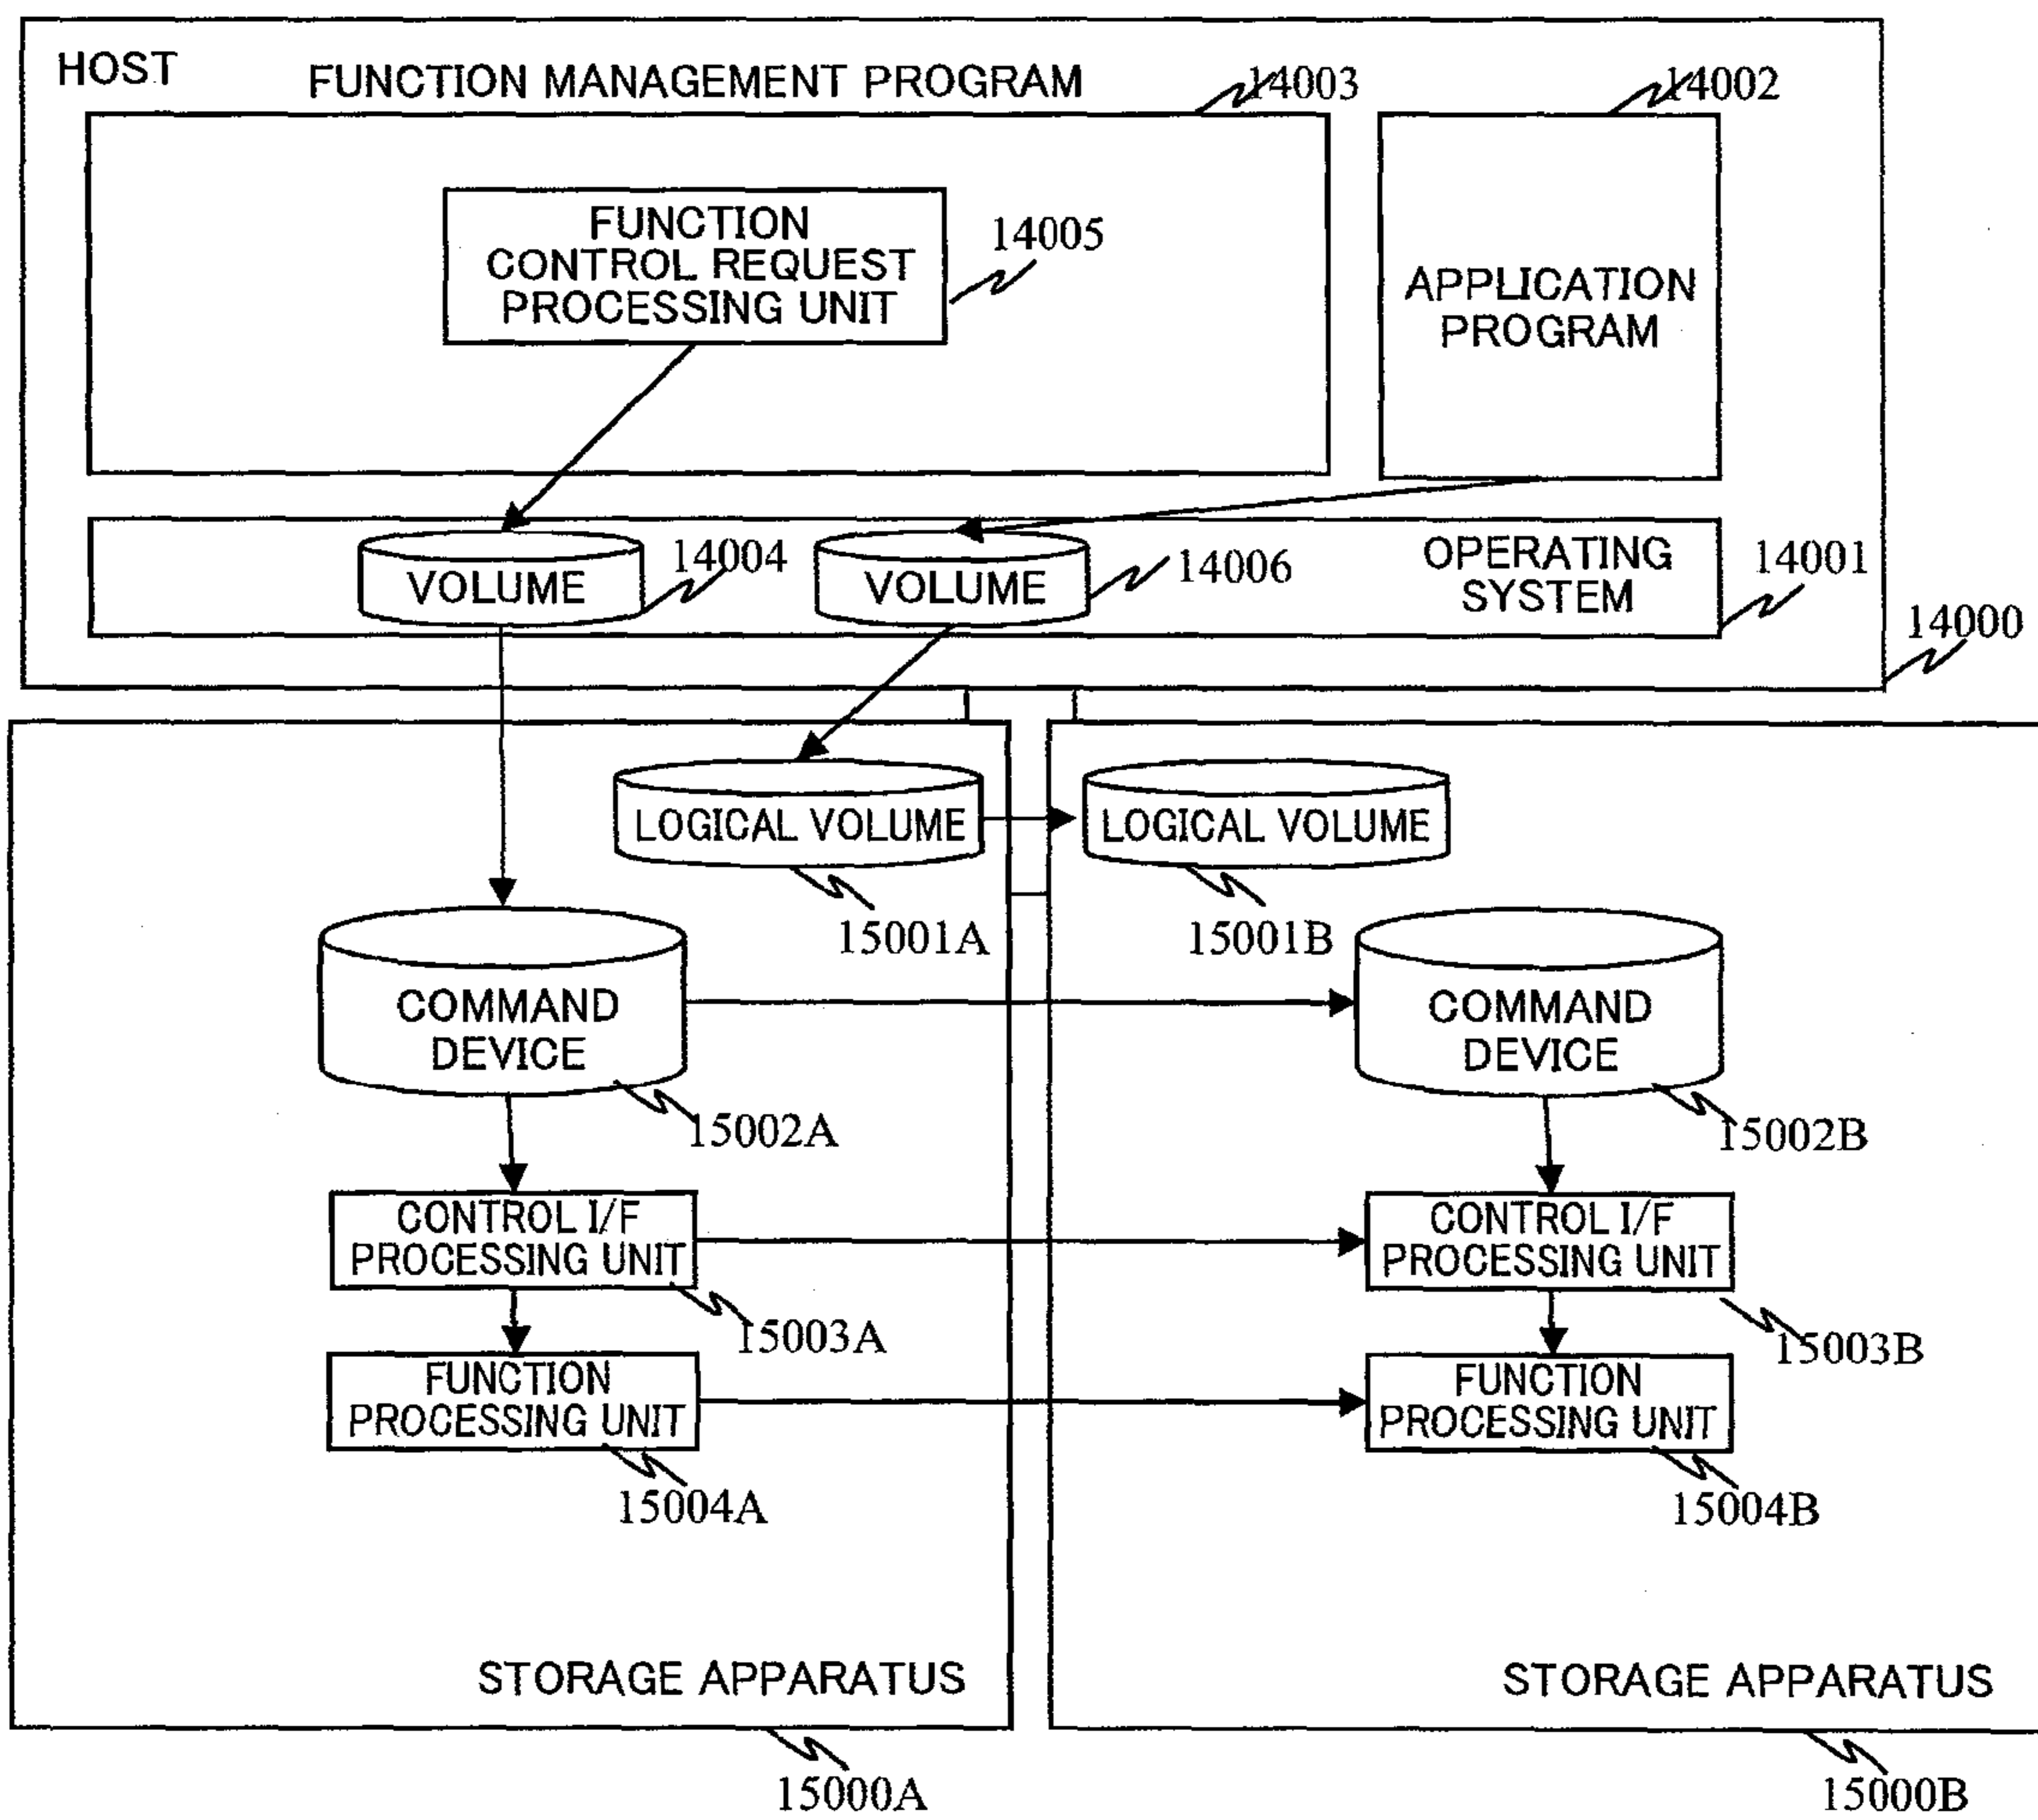 HOST
FUNCTION MANAGEMENT PROGRAM
14003
14002
FUNCTION
CONTROL REQUEST
PROCESSING UNIT
14005
APPLICATION
PROGRAM
VOLUME
14004
VOLUME
14006
OPERATING
SYSTEM
14001
14000
LOGICAL VOLUME
LOGICAL VOLUME
15001A
15001B
COMMAND
DEVICE
COMMAND
DEVICE
15002A
15002B
CONTROL I/F
PROCESSING UNIT
CONTROL I/F
PROCESSING UNIT
15003A
15003B
FUNCTION
PROCESSING UNIT
FUNCTION
PROCESSING UNIT
15004A
15004B
STORAGE APPARATUS
STORAGE APPARATUS
15000A
15000B